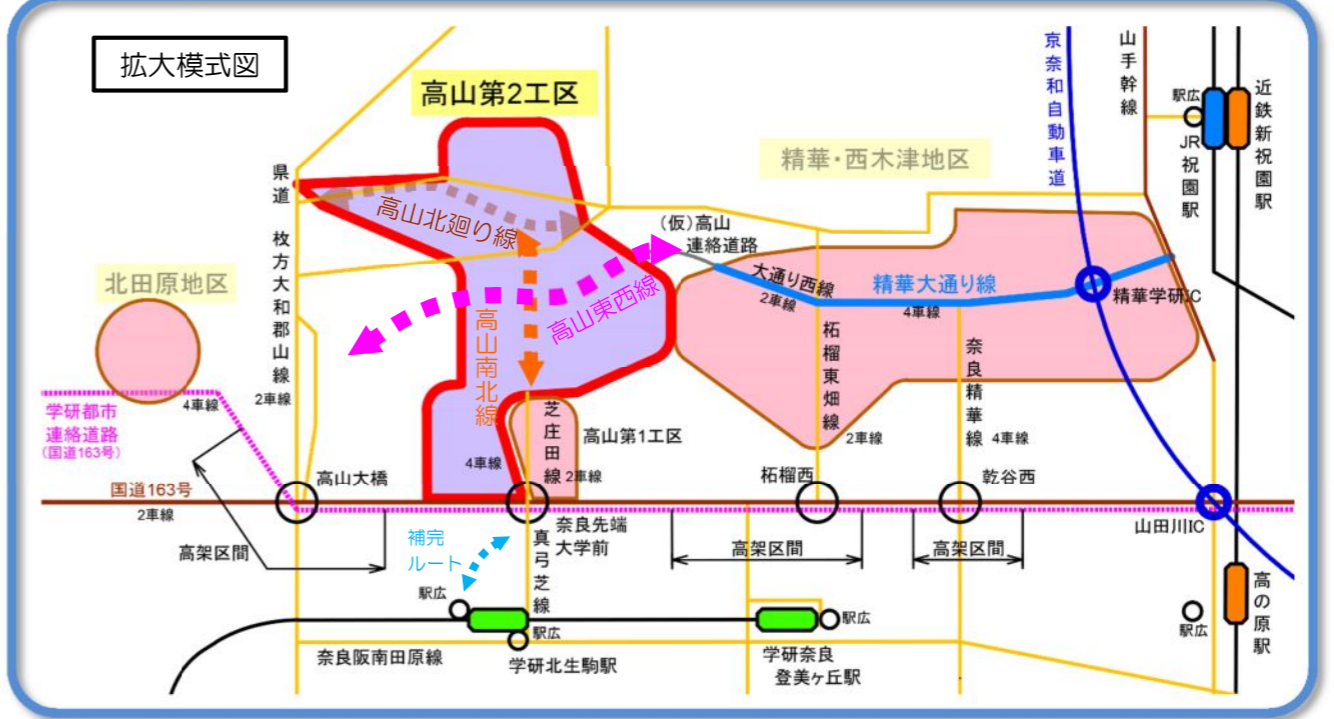 拡大模式図
高山第2工区
精華・西木津地区
北田原地区
県道 枚方大和郡山線
2車線
高山北廻り線
高山東西線
高山南北線
(仮)高山
連絡道路
大通り西線
2車線
精華大通り線
4車線
京奈和自動車道
山手幹線
駅広
JR祝園駅
近鉄新祝園駅
精華学研IC
柘榴東畑線
2車線
奈良精華線
4車線
学研都市
連絡道路
(国道163号)
4車線
国道163号
2車線
高架区間
高山大橋
4車線
芝庄田線
2車線
高山第1工区
奈良先端
大学前
真弓芝線
補完
ルート
柘榴西
高架区間
乾谷西
高架区間
山田川IC
駅広
駅広
学研北生駒駅
奈良阪南田原線
駅広
学研奈良
登美ヶ丘駅
駅広
高の原駅